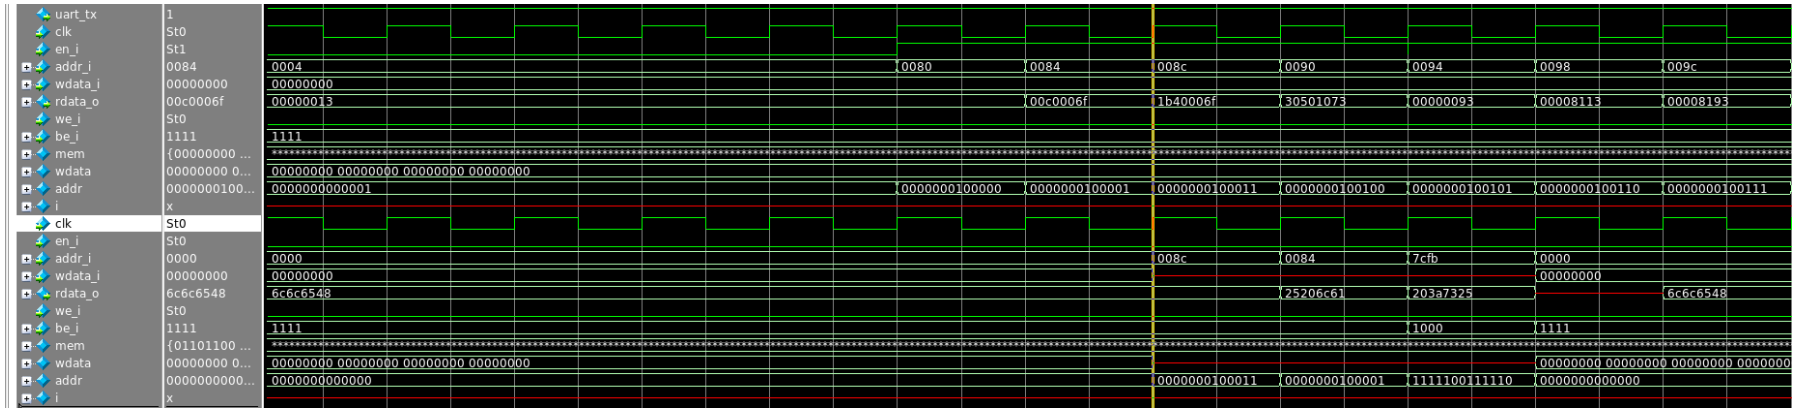 uart_tx 1
clk St0
en_i St1
addr_i 0084 0004 0080 0084 008c 0090 0094 0098 009c
wdata_i 00000000 00000000
rdata_o 00c0006f 00000013 00c0006f 1b40006f 30501073 00000093 00008113 00008193
we_i St0
be_i 1111 1111
mem {00000000 ...
wdata 00000000 0... 00000000 00000000 00000000 00000000
addr 0000000100... 0000000000001 0000000100000 0000000100001 0000000100011 0000000100100 0000000100101 0000000100110 0000000100111
i x
clk St0
en_i St0
addr_i 0000 0000 008c 0084 7cfb 0000
wdata_i 00000000 00000000 00000000
rdata_o 6c6c6548 6c6c6548 25206c61 203a7325 6c6c6548
we_i St0
be_i 1111 1111 1000 1111
mem {01101100 ...
wdata 00000000 0... 00000000 00000000 00000000 00000000 00000000 00000000 00000000 0000000
addr 0000000000... 0000000000000 0000000100011 0000000100001 1111100111110 0000000000000
i x